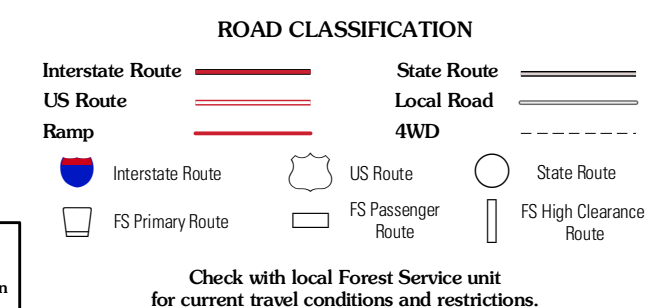 ROAD CLASSIFICATION
Interstate Route State Route
US Route Local Road
Ramp 4WD
Interstate Route US Route State Route
FS Primary Route FS Passenger Route FS High Clearance Route
n
Check with local Forest Service unit
for current travel conditions and restrictions.